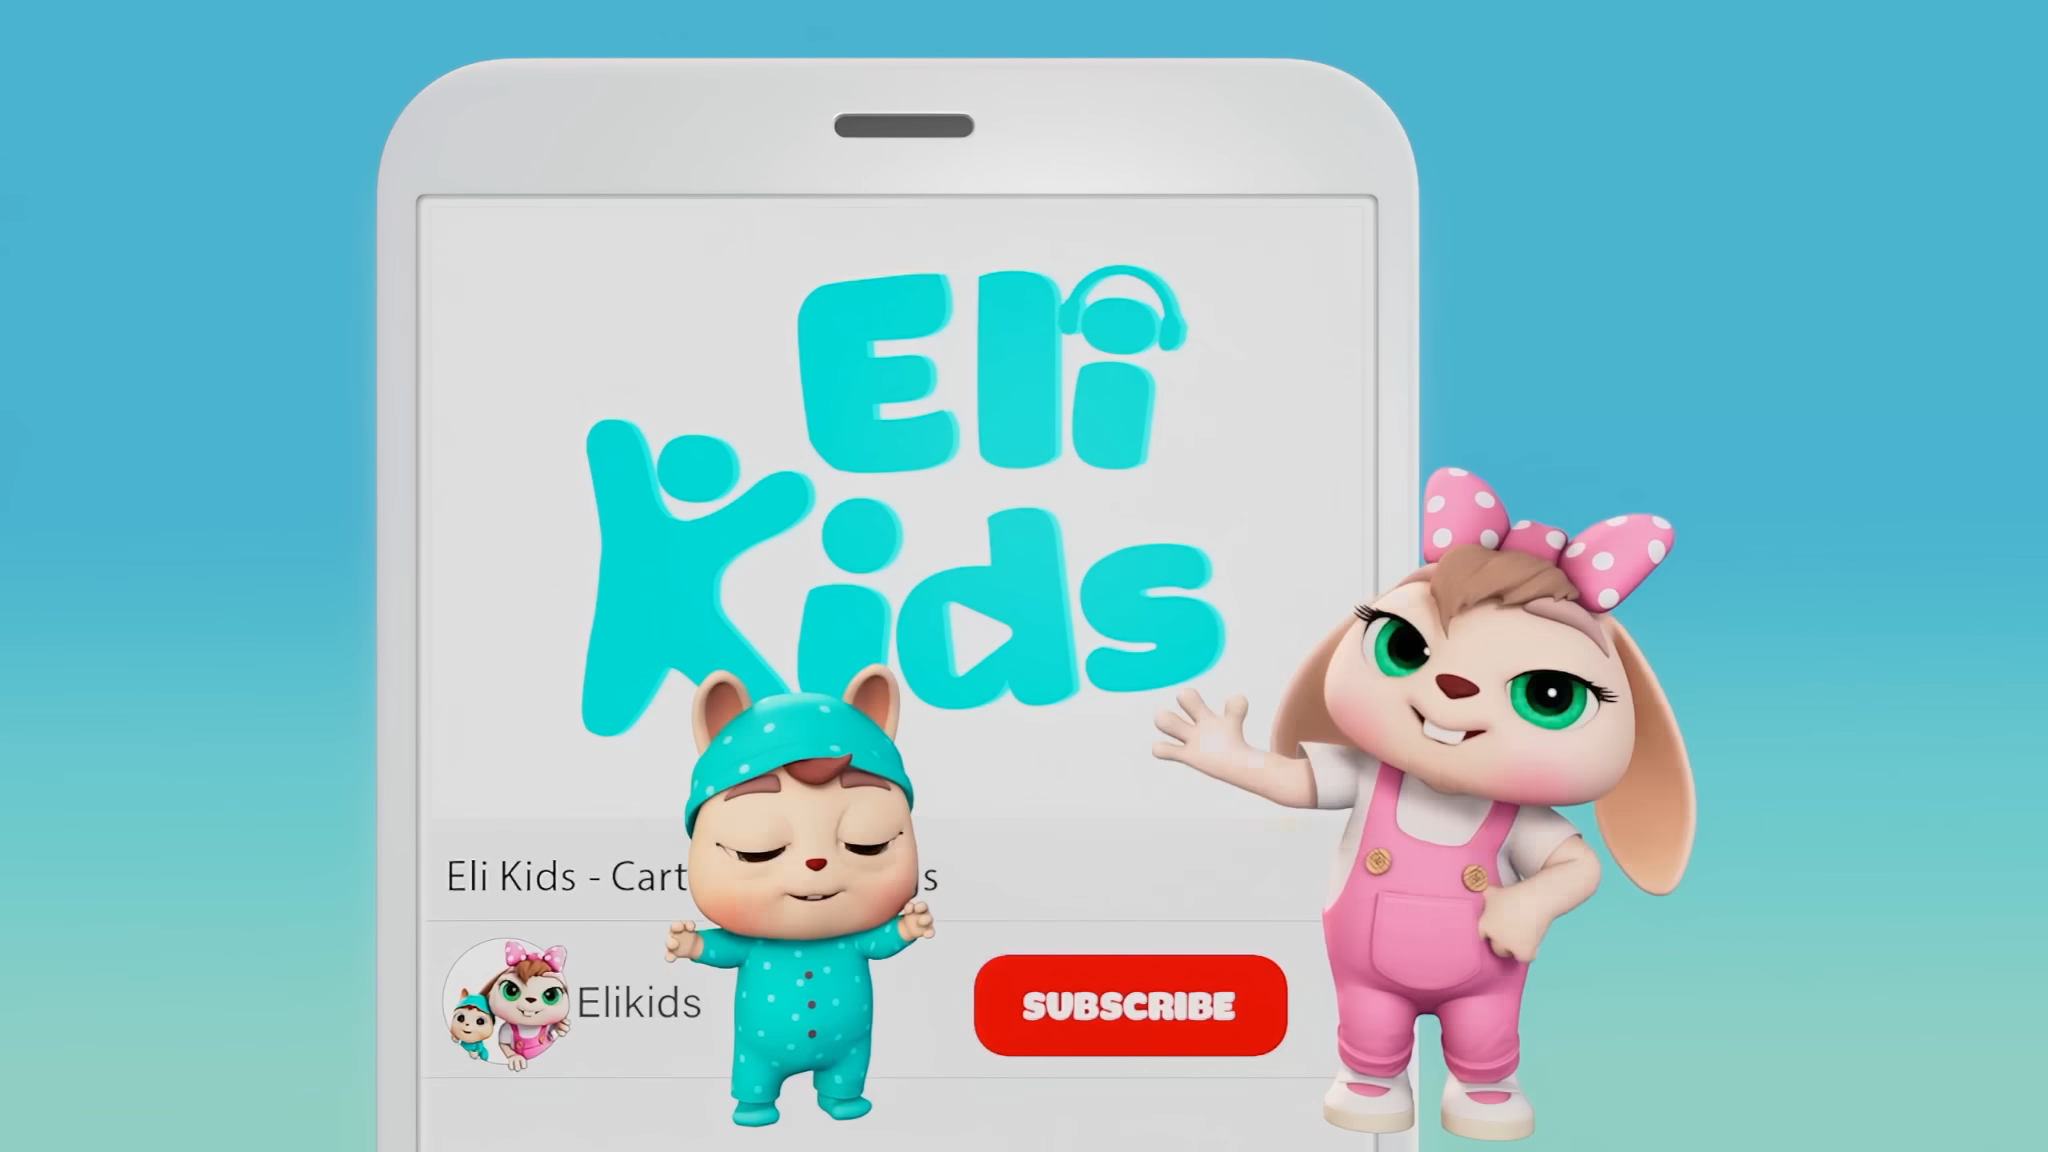 Eli
Kids
Eli Kids - Cart s
Elikids
SUBSCRIBE